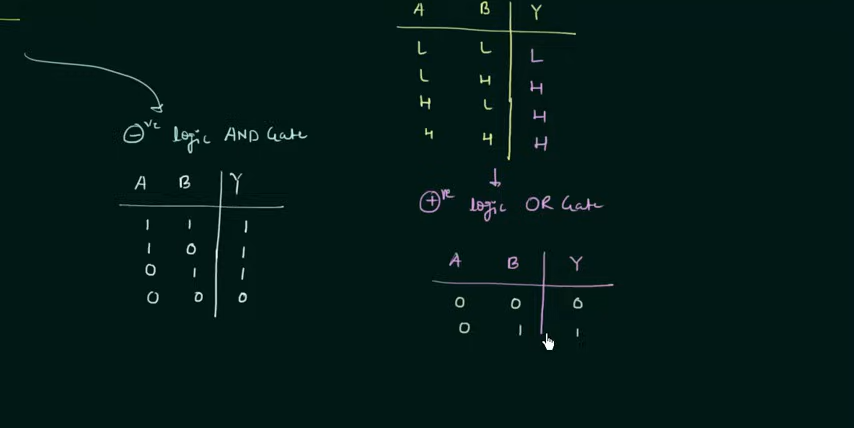 A B Y
L L L
L H H
H L H
H H H
⊖ve logic AND Gate
A B Y
1 1 1
1 0 1
0 1 1
0 0 0
⊕ve logic OR Gate
A B Y
0 0 0
0 1 1